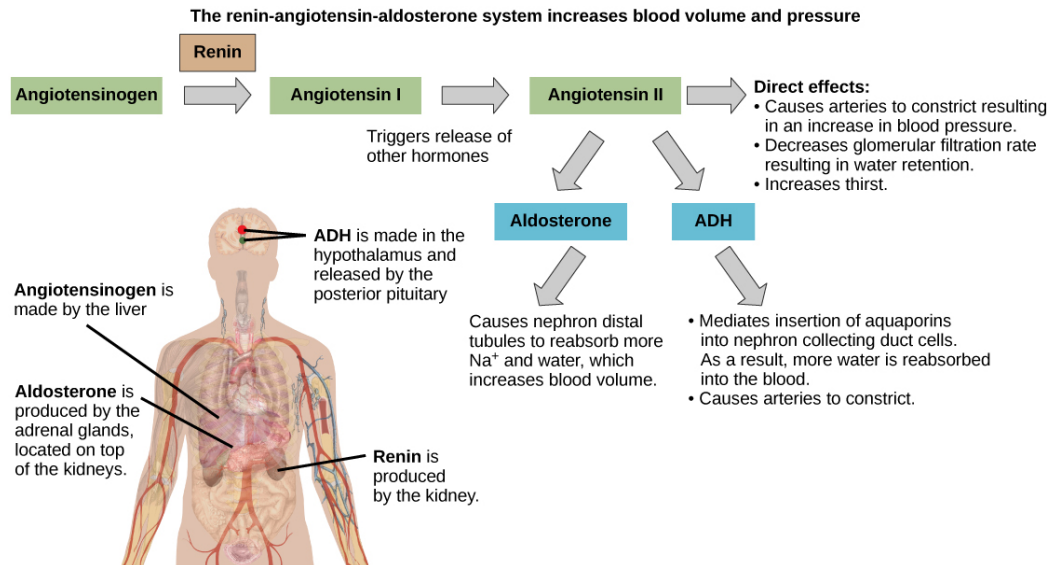 The renin-angiotensin-aldosterone system increases blood volume and pressure
Renin
Angiotensinogen
Angiotensin I
Angiotensin II
Direct effects:
• Causes arteries to constrict resulting
in an increase in blood pressure.
• Decreases glomerular filtration rate
resulting in water retention.
• Increases thirst.
Triggers release of
other hormones
Aldosterone
ADH
ADH is made in the
hypothalamus and
released by the
posterior pituitary
Angiotensinogen is
made by the liver
Aldosterone is
produced by the
adrenal glands,
located on top
of the kidneys.
Renin is
produced
by the kidney.
Causes nephron distal
tubules to reabsorb more
Na⁺ and water, which
increases blood volume.
• Mediates insertion of aquaporins
into nephron collecting duct cells.
As a result, more water is reabsorbed
into the blood.
• Causes arteries to constrict.